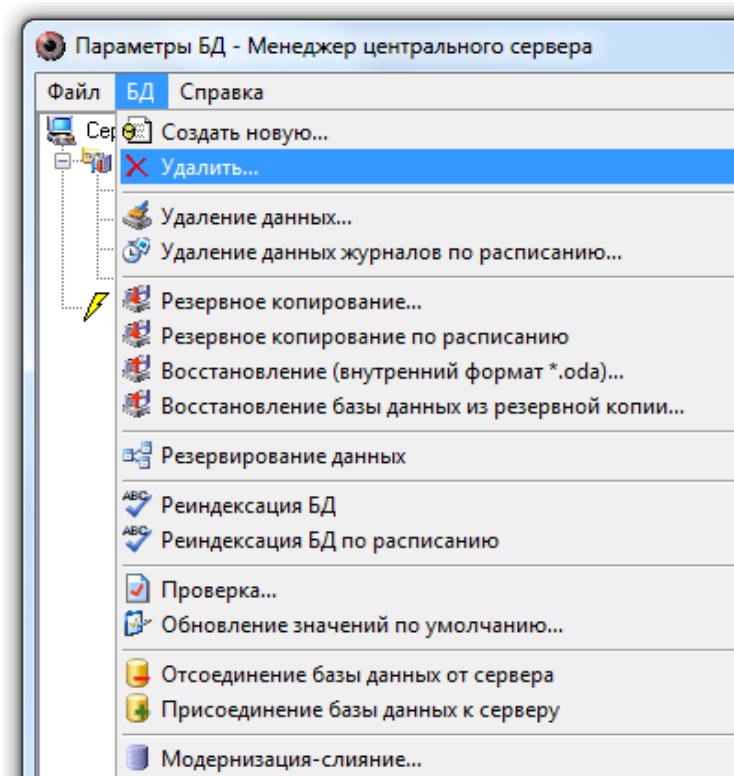 Параметры БД - Менеджер центрального сервера
Файл БД Справка
Создать новую...
Удалить...
Удаление данных...
Удаление данных журналов по расписанию...
Резервное копирование...
Резервное копирование по расписанию
Восстановление (внутренний формат *.oda)...
Восстановление базы данных из резервной копии...
Резервирование данных
Реиндексация БД
Реиндексация БД по расписанию
Проверка...
Обновление значений по умолчанию...
Отсоединение базы данных от сервера
Присоединение базы данных к серверу
Модернизация-слияние...